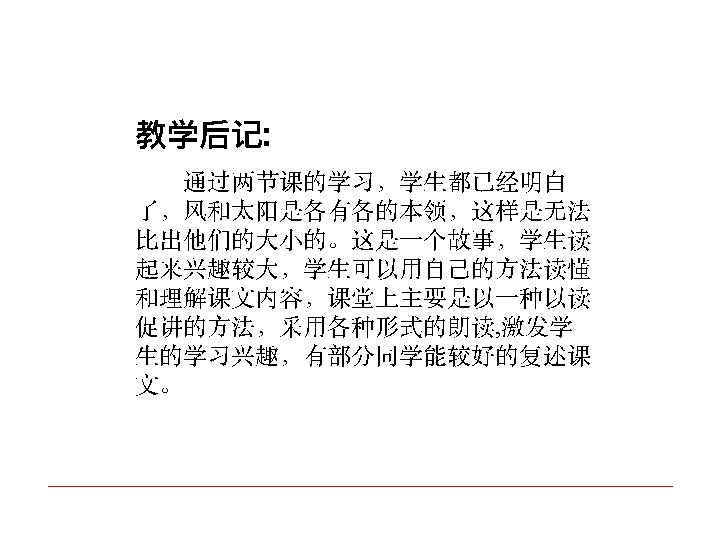 教学后记:
通过两节课的学习，学生都已经明白
了，风和太阳是各有各的本领，这样是无法
比出他们的大小的。这是一个故事，学生读
起来兴趣较大，学生可以用自己的方法读懂
和理解课文内容，课堂上主要是以一种以读
促讲的方法，采用各种形式的朗读,激发学
生的学习兴趣，有部分同学能较好的复述课
文。